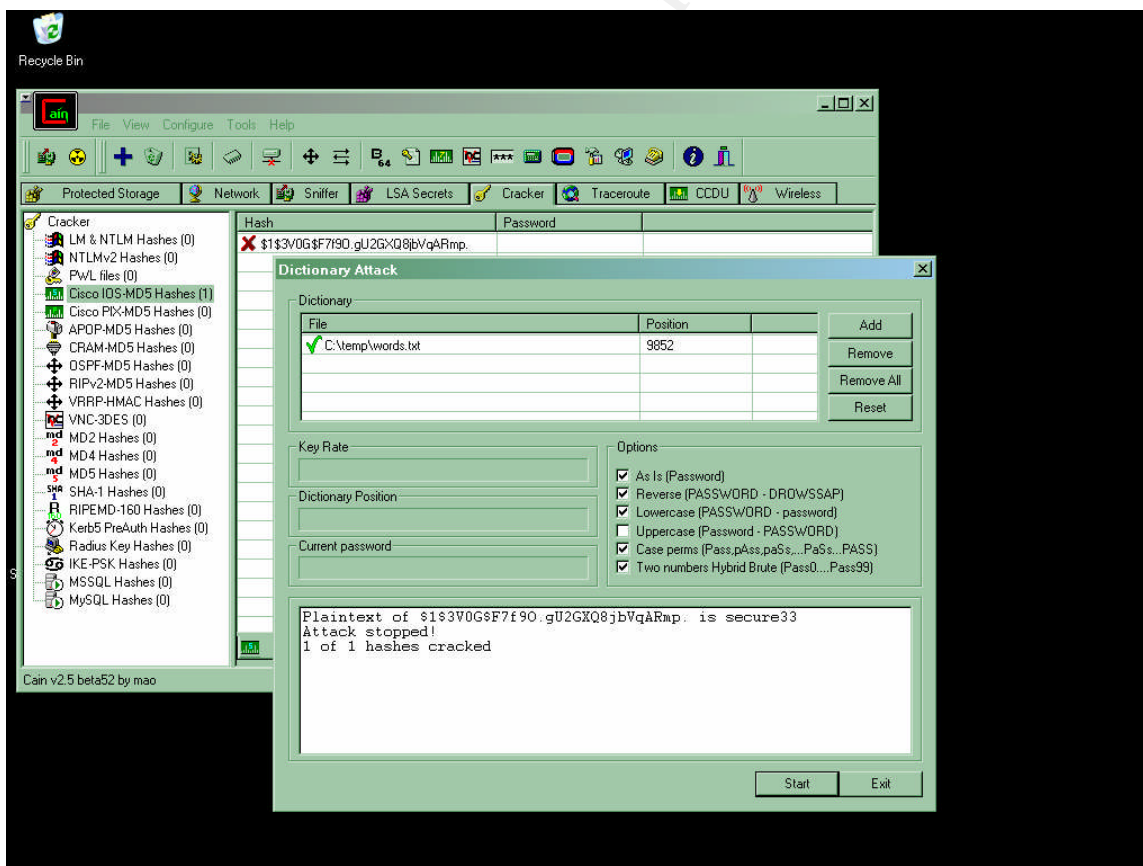 Recycle Bin
Caín
File View Configure Tools Help
Protected Storage Network Sniffer LSA Secrets Cracker Traceroute CCDU Wireless
Cracker
LM & NTLM Hashes (0)
NTLMv2 Hashes (0)
PWL files (0)
Cisco IOS-MD5 Hashes (1)
Cisco PIX-MD5 Hashes (0)
APOP-MD5 Hashes (0)
CRAM-MD5 Hashes (0)
OSPF-MD5 Hashes (0)
RIPv2-MD5 Hashes (0)
VRRP-HMAC Hashes (0)
VNC-3DES (0)
MD2 Hashes (0)
MD4 Hashes (0)
MD5 Hashes (0)
SHA-1 Hashes (0)
RIPEMD-160 Hashes (0)
Kerb5 PreAuth Hashes (0)
Radius Key Hashes (0)
IKE-PSK Hashes (0)
MSSQL Hashes (0)
MySQL Hashes (0)
Hash Password
$1$3V0G$F7f9O.gU2GXQ8jbVqARmp.
Dictionary Attack
Dictionary
File Position
C:\temp\words.txt 9852
Add
Remove
Remove All
Reset
Key Rate
Dictionary Position
Current password
Options
As Is (Password)
Reverse (PASSWORD - DROWSSAP)
Lowercase (PASSWORD - password)
Uppercase (Password - PASSWORD)
Case perms (Pass,pAss,paSs,...PaSs...PASS)
Two numbers Hybrid Brute (Pass0....Pass99)
Plaintext of $1$3V0G$F7f9O.gU2GXQ8jbVqARmp. is secure33
Attack stopped!
1 of 1 hashes cracked
Start Exit
Cain v2.5 beta52 by mao